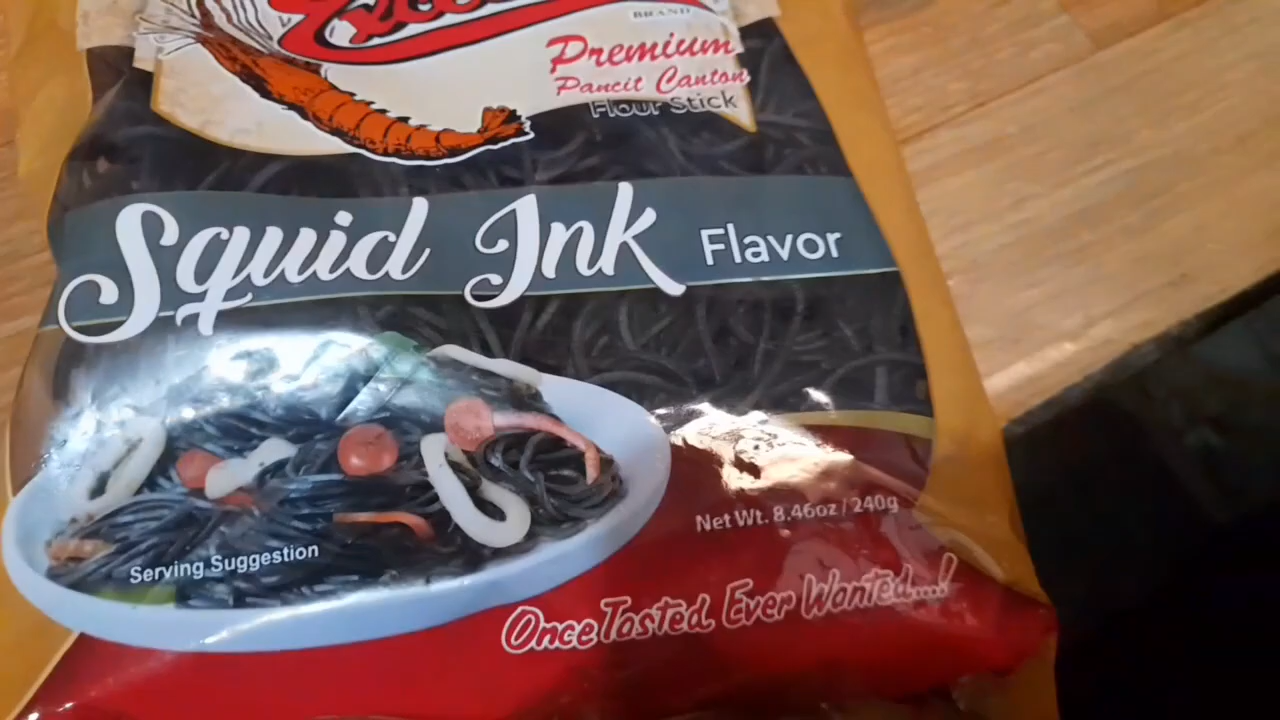 BRAND
Premium
Pancit Canton
Flour Stick
Squid Ink Flavor
Net Wt. 8.46oz / 240g
Serving Suggestion
Once Tasted Ever Wanted....!